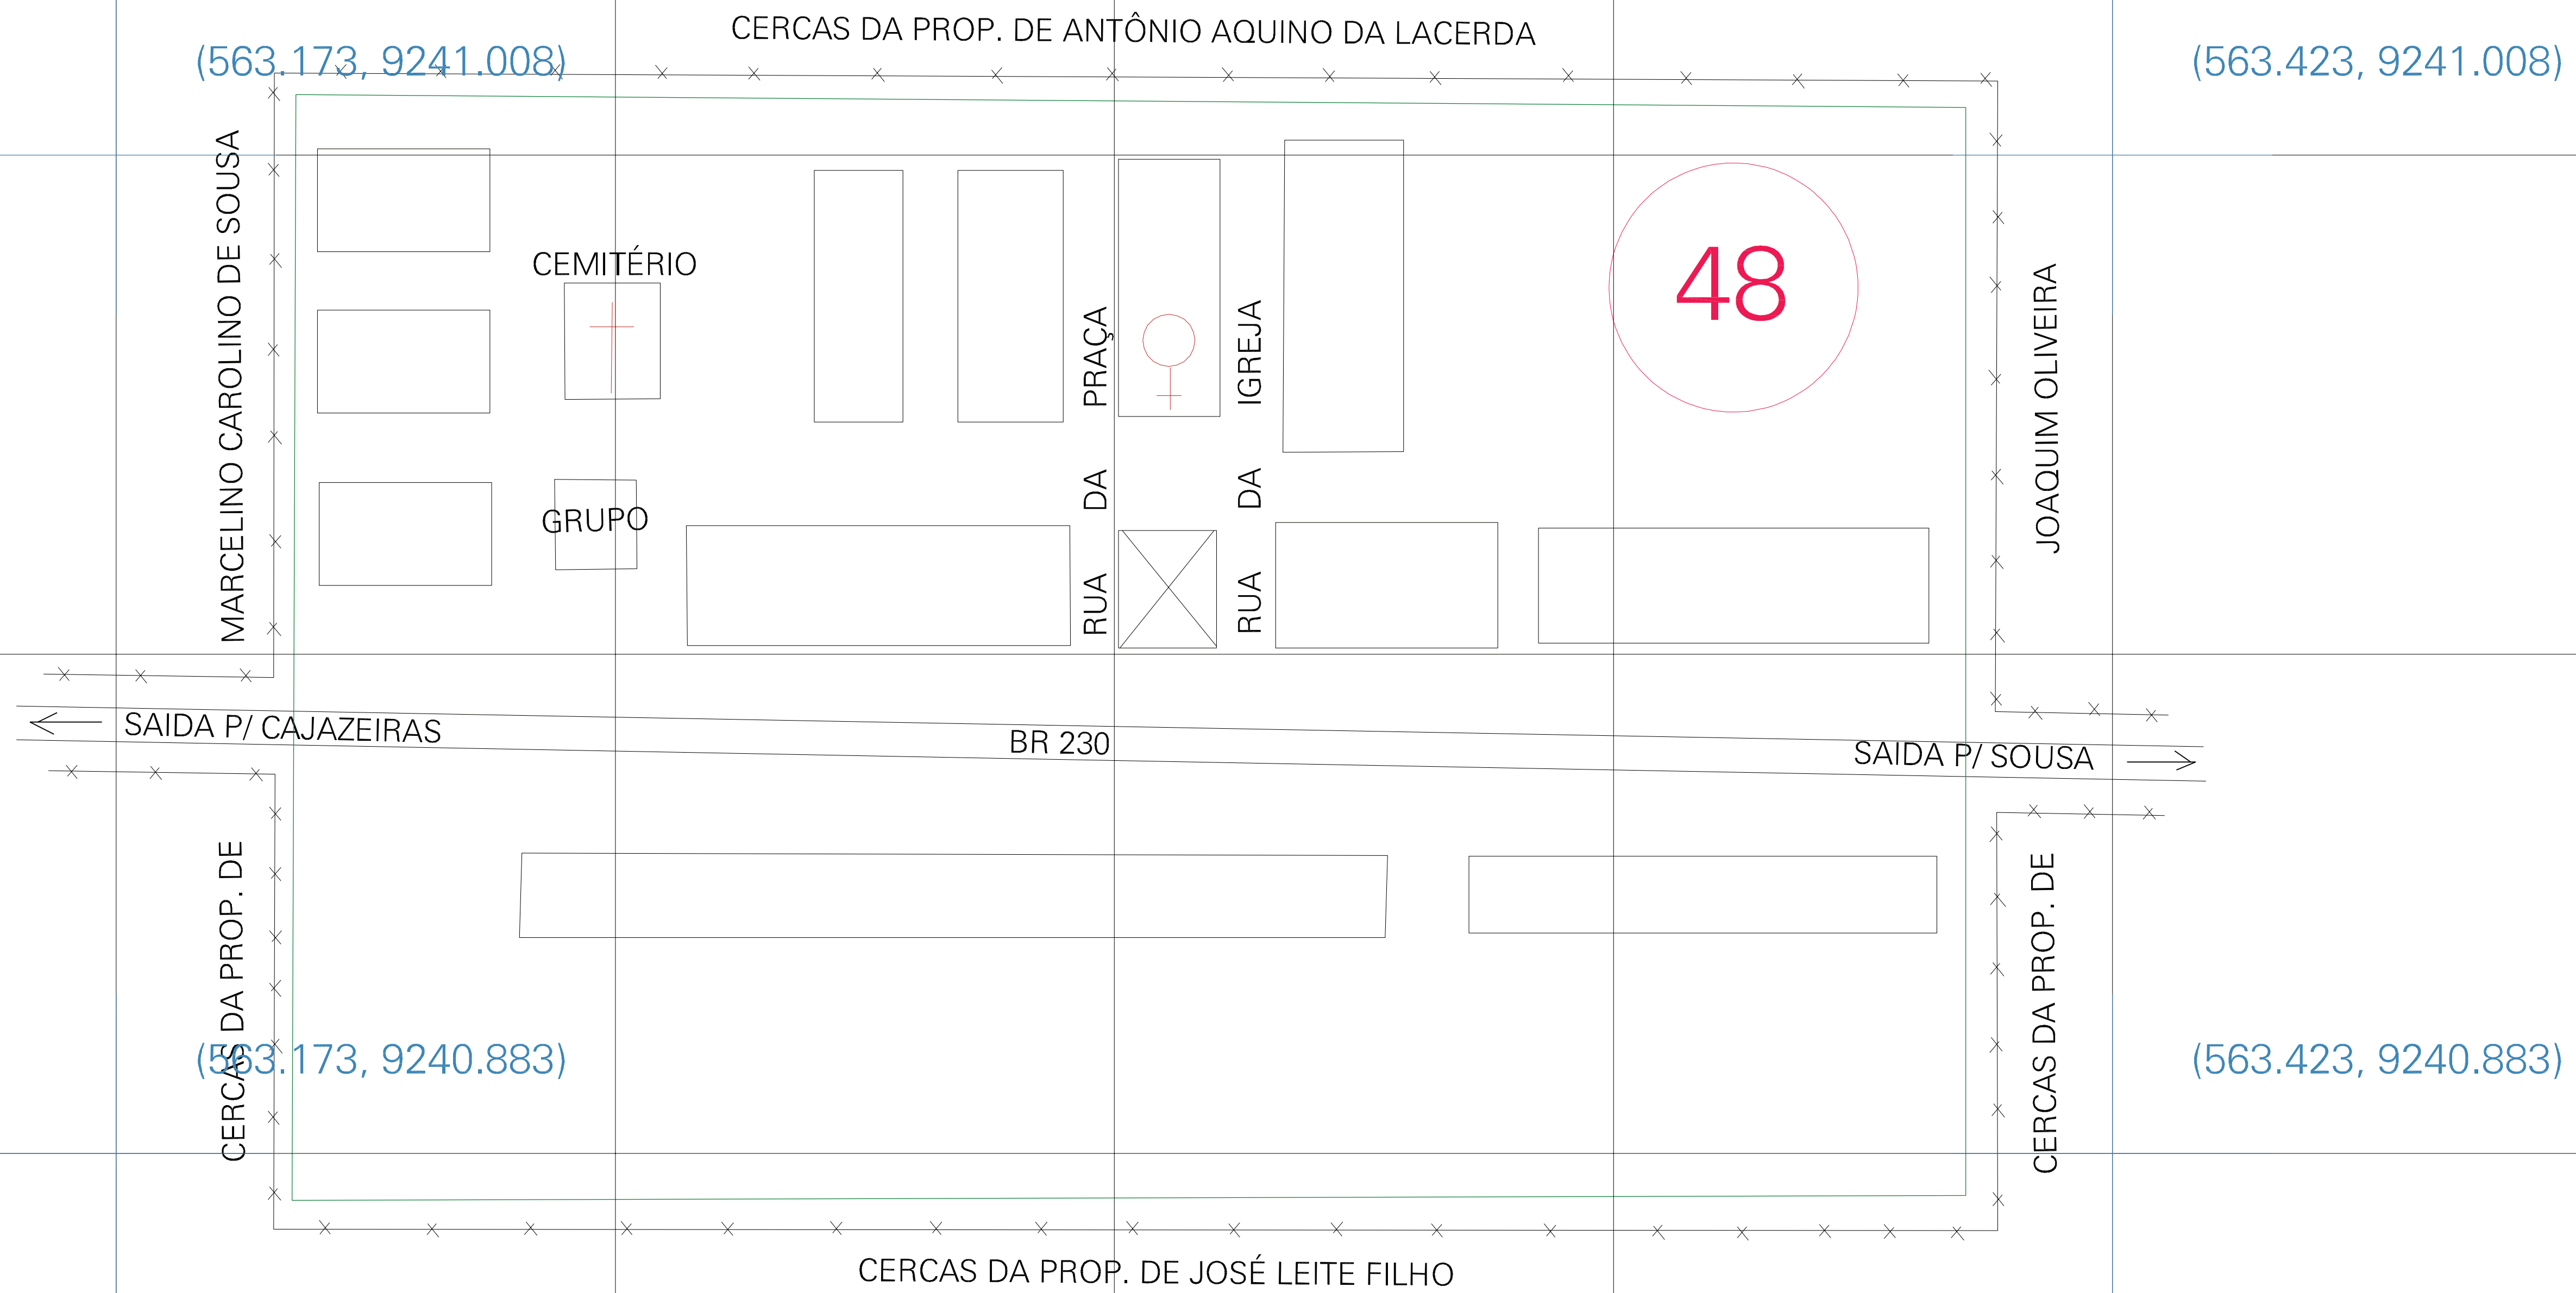 CERCAS DA PROP. DE ANTÔNIO AQUINO DA LACERDA
(563.173, 9241.008)
(563.423, 9241.008)
MARCELINO CAROLINO DE SOUSA
CEMITÉRIO
48
RUA DA PRAÇA
RUA DA IGREJA
JOAQUIM OLIVEIRA
GRUPO
SAIDA P/ CAJAZEIRAS
BR 230
SAIDA P/ SOUSA
CERCAS DA PROP. DE
CERCAS DA PROP. DE
(563.173, 9240.883)
(563.423, 9240.883)
CERCAS DA PROP. DE JOSÉ LEITE FILHO